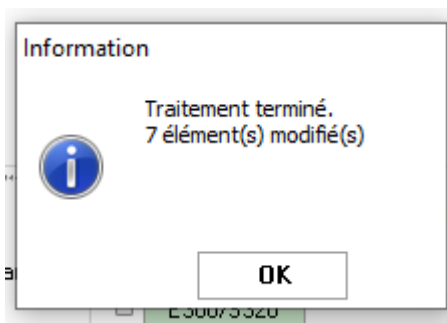 Information
Traitement terminé.
7 élément(s) modifié(s)
OK